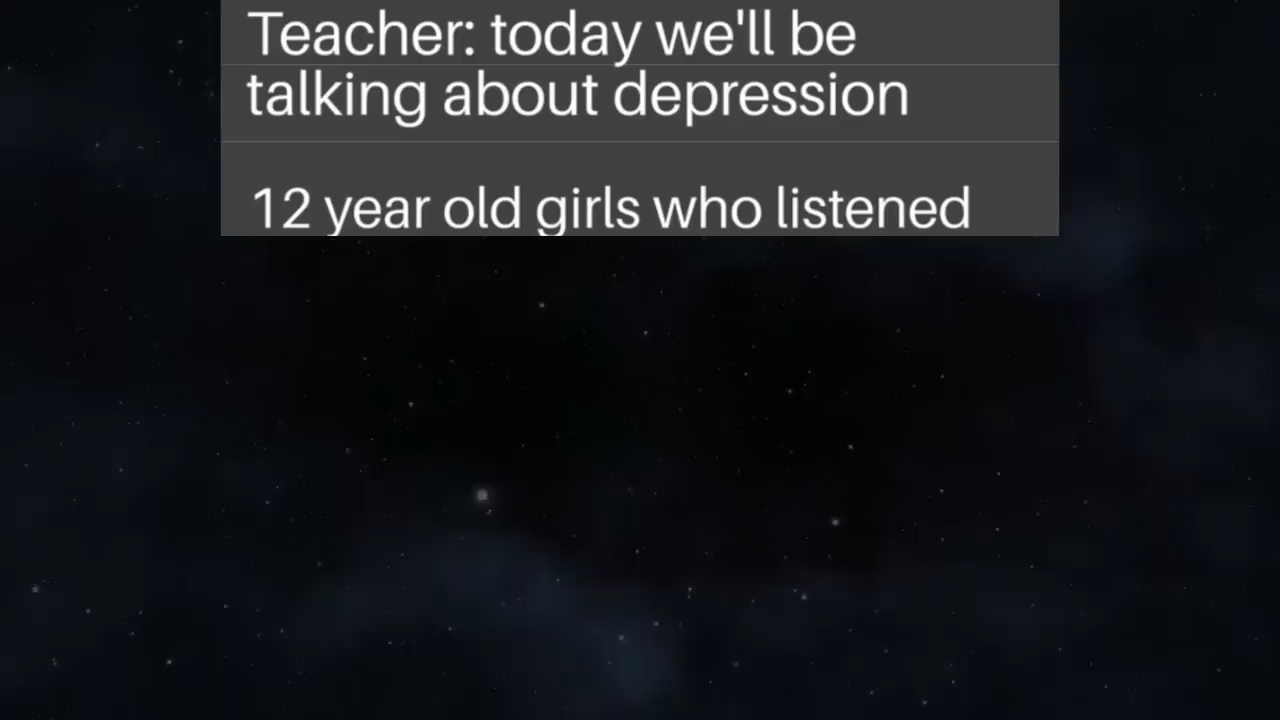 Teacher: today we'll be
talking about depression
12 year old girls who listened